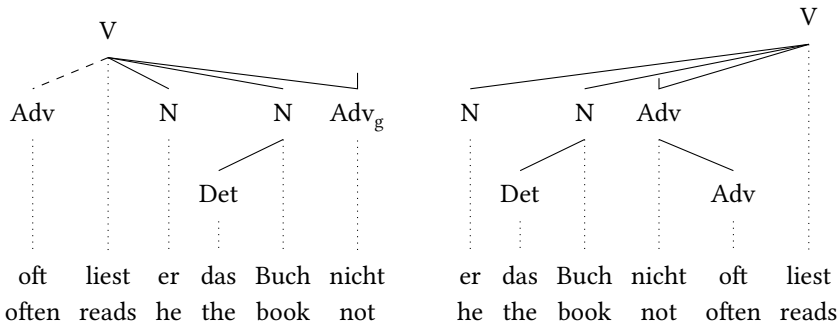 V V
Adv N N Adv_g N N Adv
Det Det Adv
oft liest er das Buch nicht er das Buch nicht oft liest
often reads he the book not he the book not often reads